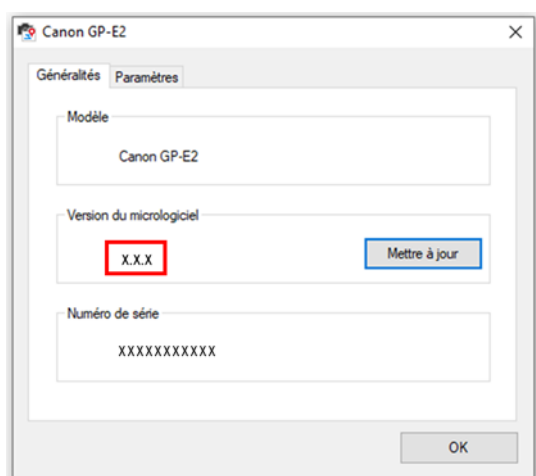 Canon GP-E2
Généralités Paramètres
Modèle
Canon GP-E2
Version du micrologiciel
X.X.X
Mettre à jour
Numéro de série
XXXXXXXXXXX
OK